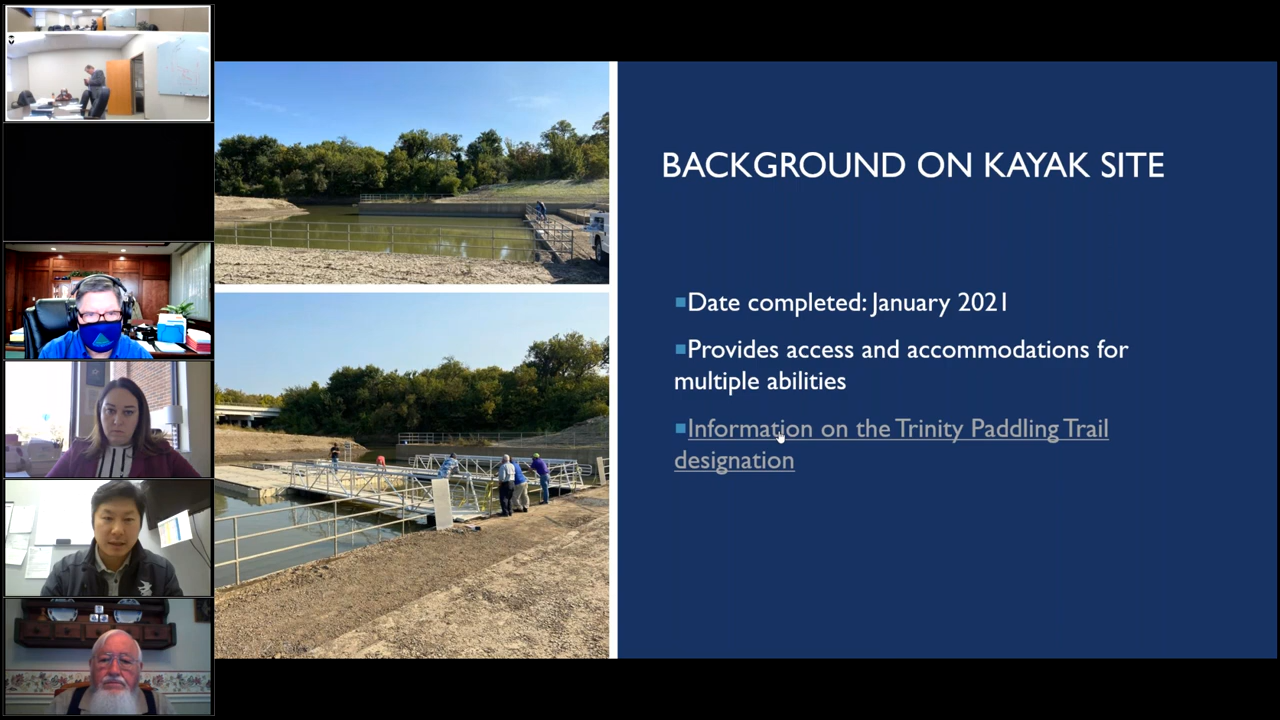 BACKGROUND ON KAYAK SITE
Date completed: January 2021
Provides access and accommodations for
multiple abilities
Information on the Trinity Paddling Trail
designation